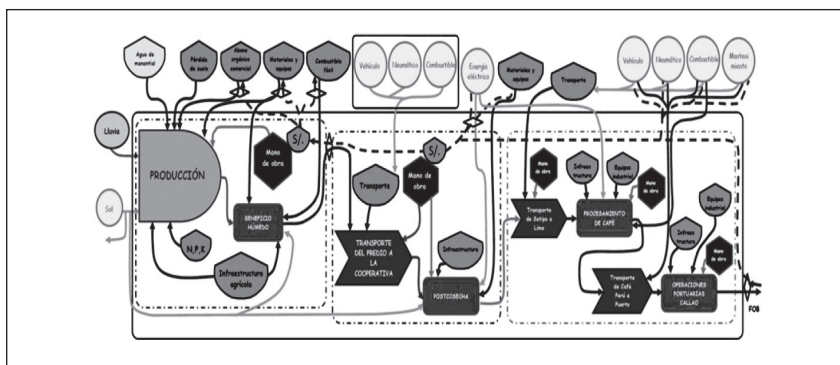 Agua de
manantial
Pérdida
de suelo
Abono
orgánico
comercial
Materiales y
equipos
Combustible
fósil
Vehículo
Neumático
Combustible
Energía
eléctrica
Materiales y
equipos
Transporte
Vehículo
Neumático
Combustible
Manteni
miento
Lluvia
Sol
PRODUCCIÓN
Mano
de obra
S/.
BENEFICIO
HÚMEDO
N,P,K
Infraestructura
agrícola
Transporte
Mano de
obra
S/.
TRANSPORTE
DEL PREDIO A
LA
COOPERATIVA
Infraestructura
POSTCOSECHA
Mano
de obra
Transporte
de Satipo a
Lima
Infraes
tructura
Equipos
industrial
Mano
de obra
PROCESAMIENTO
DE CAFÉ
Transporte
de Café
Perú a
Puerto
Infraes
tructura
Equipos
industrial
Mano
de obra
OPERACIONES
PORTUARIAS
CALLAO
FOB